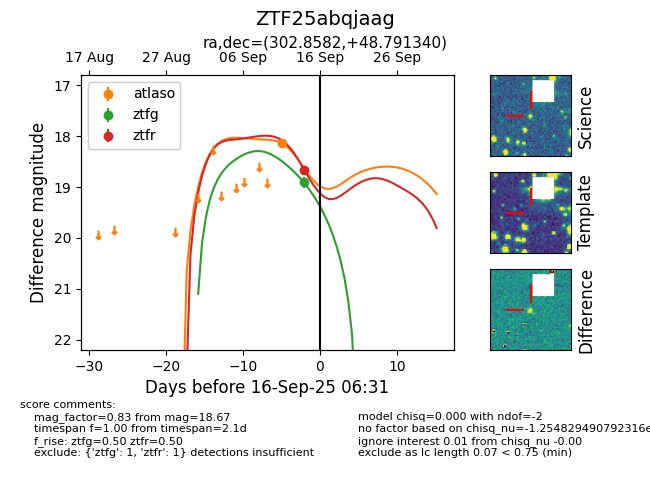 ZTF25abqjaag
ra,dec=(302.8582,+48.791340)
17 Aug
27 Aug
06 Sep
16 Sep
26 Sep
atlaso
ztfg
ztfr
17
18
19
20
21
22
Difference magnitude
−30
−20
−10
0
10
Days before 16-Sep-25 06:31
Science
Template
Difference
score comments:
mag_factor=0.83 from mag=18.67
timespan f=1.00 from timespan=2.1d
f_rise: ztfg=0.50 ztfr=0.50
exclude: {'ztfg': 1, 'ztfr': 1} detections insufficient
model chisq=0.000 with ndof=-2
no factor based on chisq_nu=-1.254829490792316e
ignore interest 0.01 from chisq_nu -0.00
exclude as lc length 0.07 < 0.75 (min)